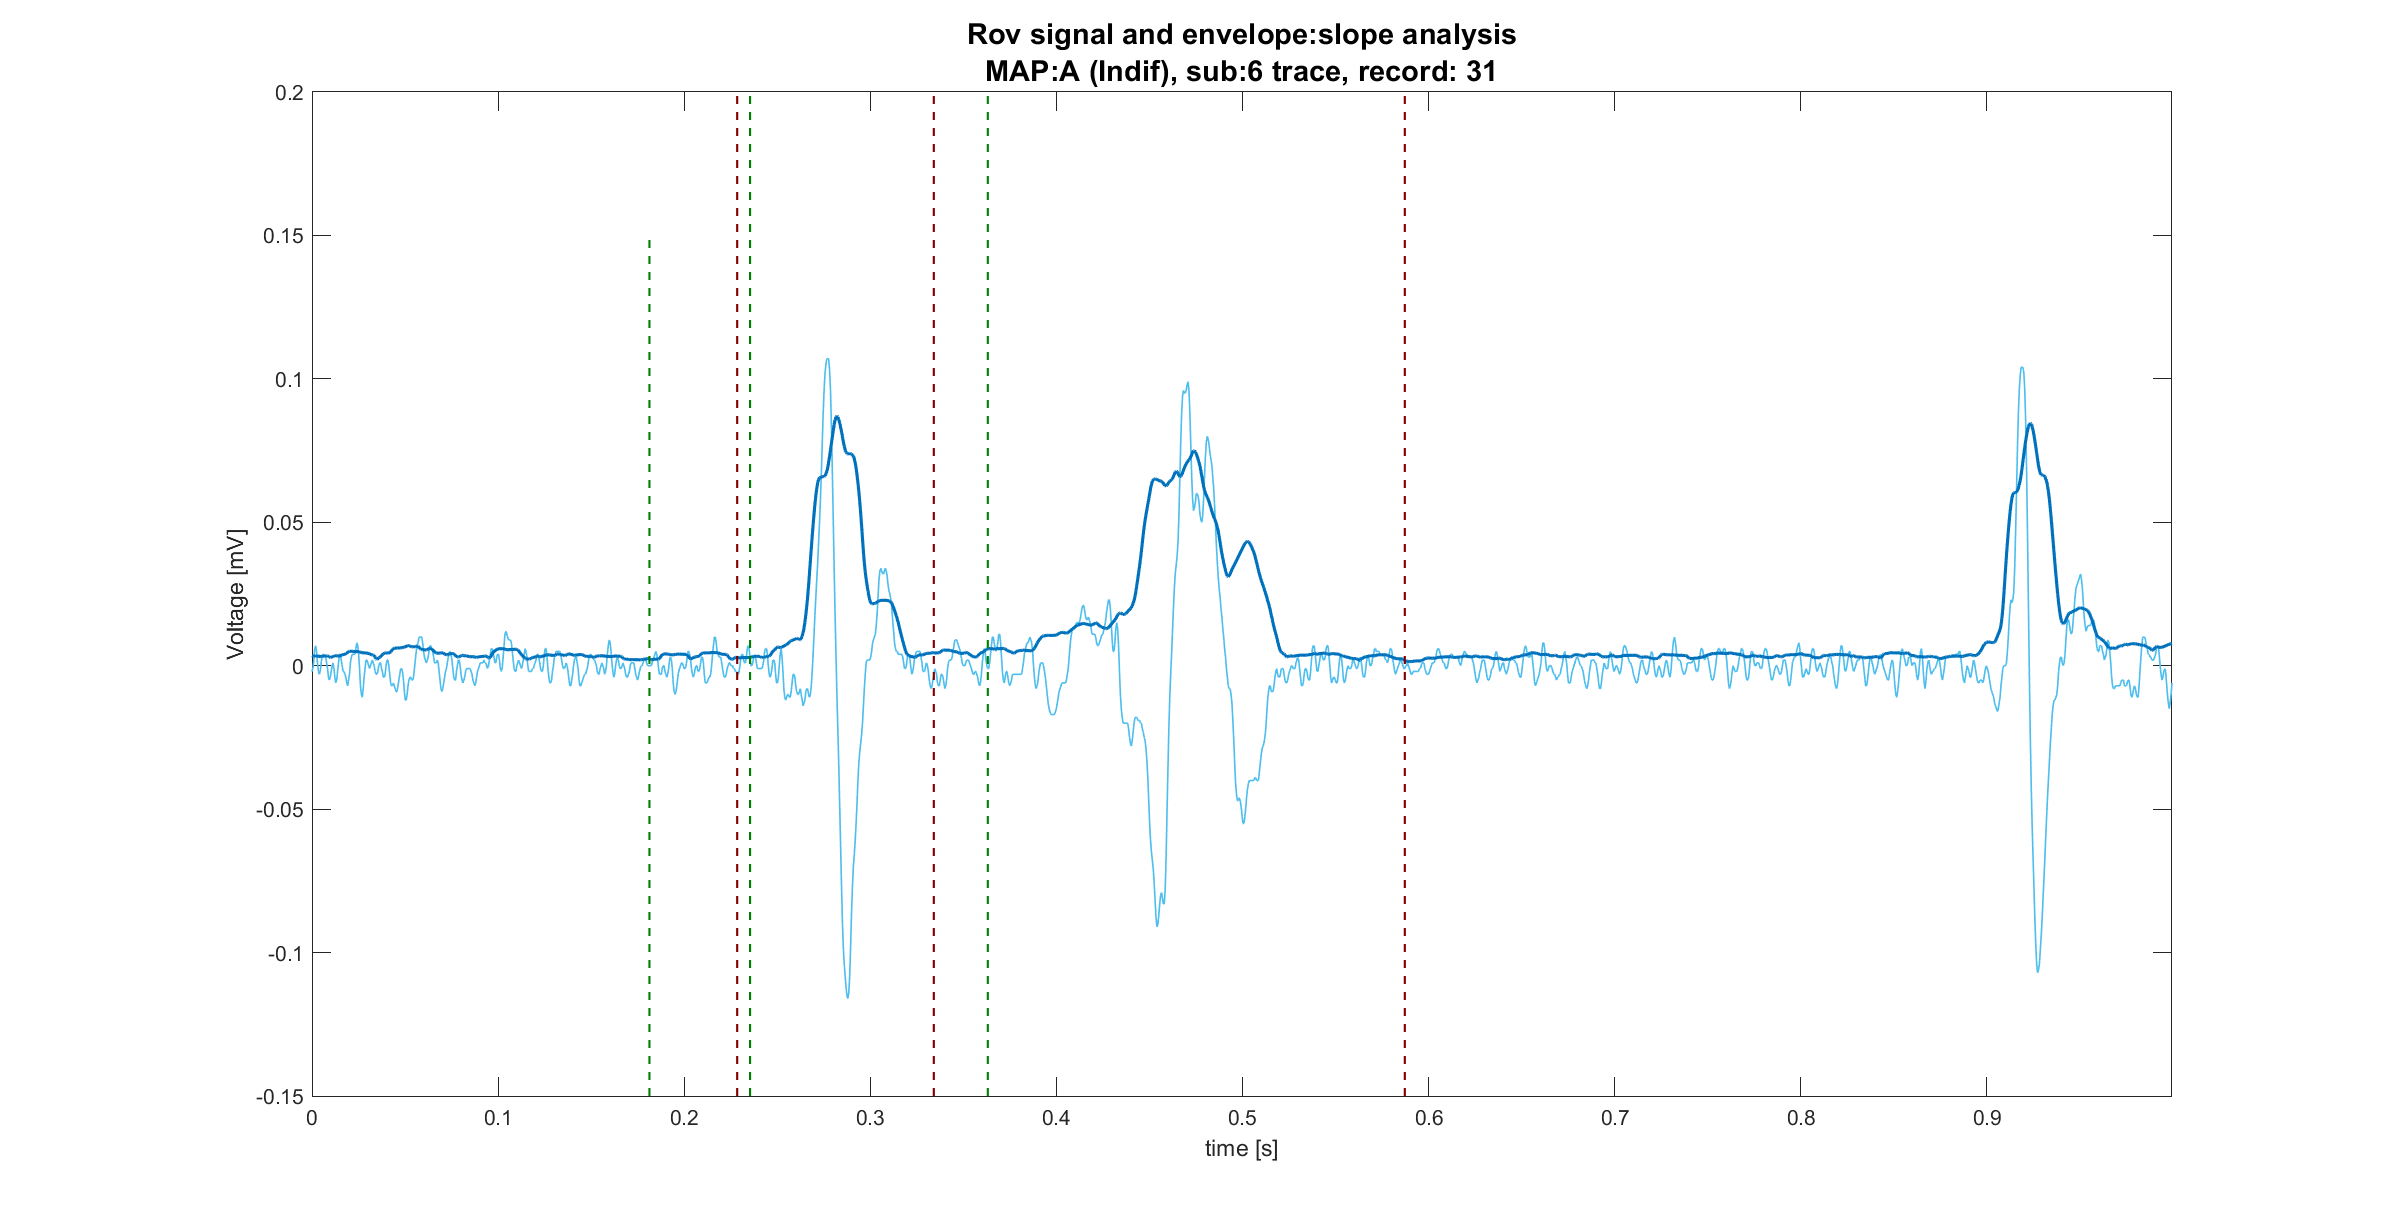 Rov signal and envelope:slope analysis
MAP:A (Indif), sub:6 trace, record: 31
0.2
0.15
0.1
0.05
0
-0.05
-0.1
-0.15
Voltage [mV]
0 0.1 0.2 0.3 0.4 0.5 0.6 0.7 0.8 0.9
time [s]